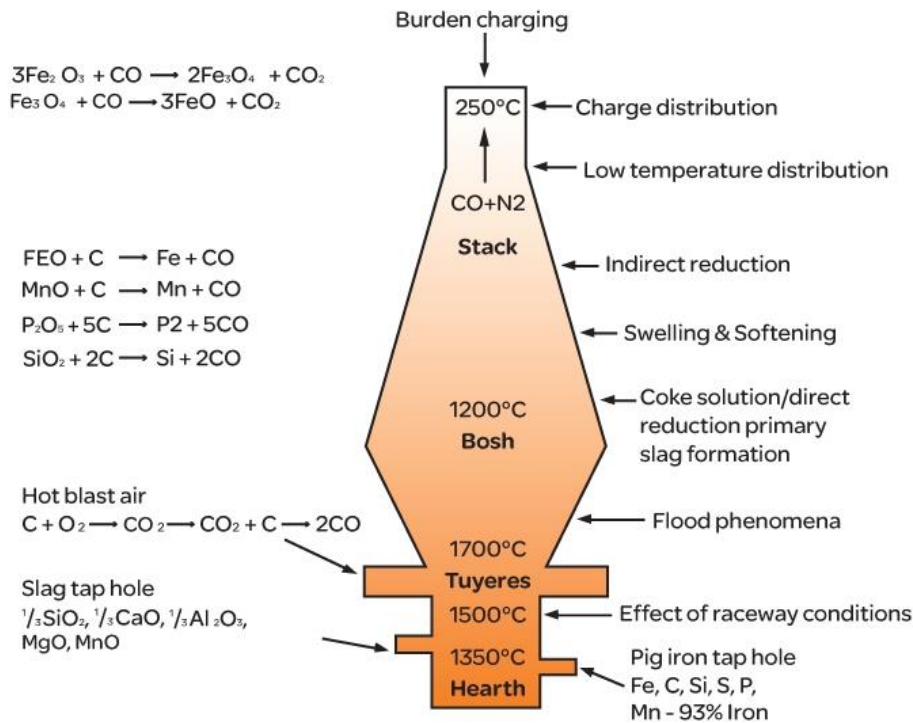 Burden charging
3Fe₂ O₃ + CO → 2Fe₃O₄ + CO₂
Fe₃ O₄ + CO → 3FeO + CO₂
250°C
Charge distribution
Low temperature distribution
CO+N2
Stack
Indirect reduction
FEO + C → Fe + CO
MnO + C → Mn + CO
P₂O₅ + 5C → P2 + 5CO
SiO₂ + 2C → Si + 2CO
Swelling & Softening
1200°C
Bosh
Coke solution/direct
reduction primary
slag formation
Hot blast air
C + O₂ → CO ₂ → CO₂ + C → 2CO
Flood phenomena
1700°C
Tuyeres
Slag tap hole
¹/₃SiO₂, ¹/₃CaO, ¹/₃Al ₂O₃,
MgO, MnO
1500°C
Effect of raceway conditions
1350°C
Hearth
Pig iron tap hole
Fe, C, Si, S, P,
Mn - 93% Iron